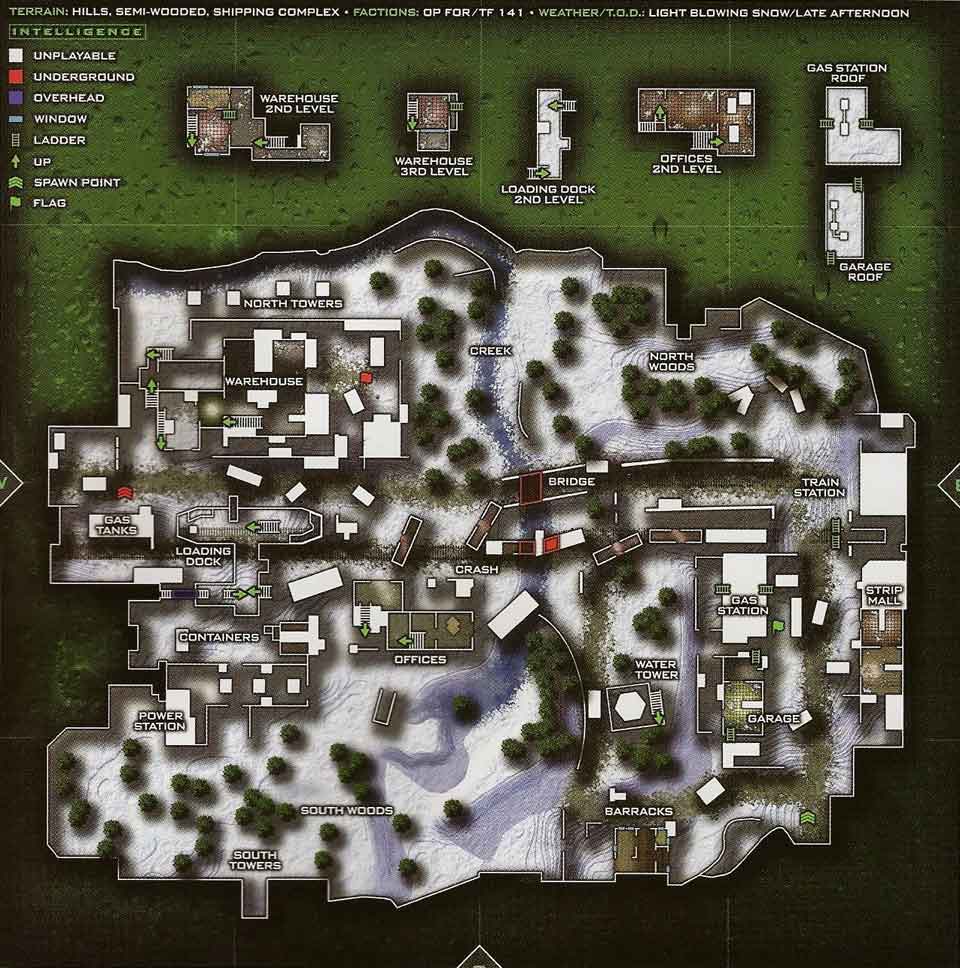 TERRAIN: HILLS, SEMI-WOODED, SHIPPING COMPLEX • FACTIONS: OP FOR/TF 141 • WEATHER/T.O.D.: LIGHT BLOWING SNOW/LATE AFTERNOON
INTELLIGENCE
UNPLAYABLE
UNDERGROUND
OVERHEAD
WINDOW
LADDER
UP
SPAWN POINT
FLAG
WAREHOUSE
2ND LEVEL
WAREHOUSE
3RD LEVEL
LOADING DOCK
2ND LEVEL
OFFICES
2ND LEVEL
GAS STATION
ROOF
GARAGE
ROOF
NORTH TOWERS
CREEK
NORTH
WOODS
WAREHOUSE
BRIDGE
TRAIN
STATION
GAS
TANKS
LOADING
DOCK
CRASH
GAS
STATION
STRIP
MALL
CONTAINERS
OFFICES
WATER
TOWER
POWER
STATION
GARAGE
SOUTH WOODS
BARRACKS
SOUTH
TOWERS